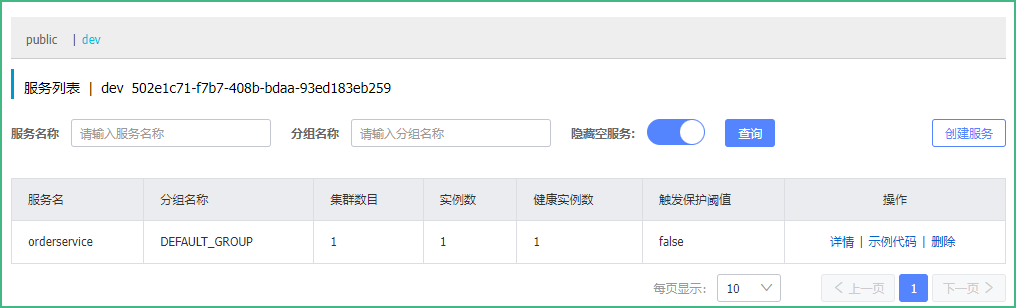 public | dev
服务列表 | dev 502e1c71-f7b7-408b-bdaa-93ed183eb259
服务名称 请输入服务名称 分组名称 请输入分组名称 隐藏空服务: 查询 创建服务
服务名 分组名称 集群数目 实例数 健康实例数 触发保护阈值 操作
orderservice DEFAULT_GROUP 1 1 1 false 详情 | 示例代码 | 删除
每页显示: 10 上一页 1 下一页